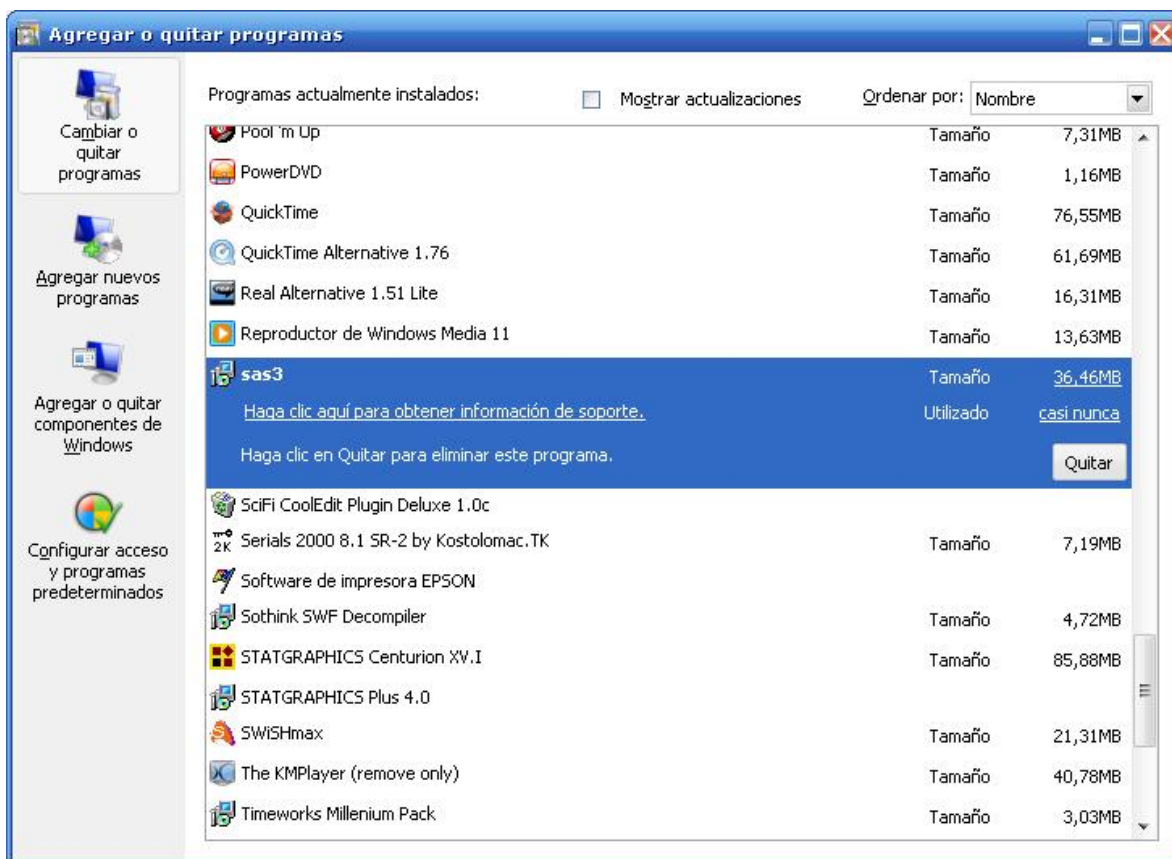 Agregar o quitar programas
Cambiar o
quitar
programas
Agregar nuevos
programas
Agregar o quitar
componentes de
Windows
Configurar acceso
y programas
predeterminados
Programas actualmente instalados:
Mostrar actualizaciones
Ordenar por: Nombre
Pool 'm Up Tamaño 7,31MB
PowerDVD Tamaño 1,16MB
QuickTime Tamaño 76,55MB
QuickTime Alternative 1.76 Tamaño 61,69MB
Real Alternative 1.51 Lite Tamaño 16,31MB
Reproductor de Windows Media 11 Tamaño 13,63MB
sas3 Tamaño 36,46MB
Haga clic aquí para obtener información de soporte. Utilizado casi nunca
Haga clic en Quitar para eliminar este programa. Quitar
SciFi CoolEdit Plugin Deluxe 1.0c
Serials 2000 8.1 SR-2 by Kostolomac.TK Tamaño 7,19MB
Software de impresora EPSON
Sothink SWF Decompiler Tamaño 4,72MB
STATGRAPHICS Centurion XV.I Tamaño 85,88MB
STATGRAPHICS Plus 4.0
SWiSHmax Tamaño 21,31MB
The KMPlayer (remove only) Tamaño 40,78MB
Timeworks Millenium Pack Tamaño 3,03MB